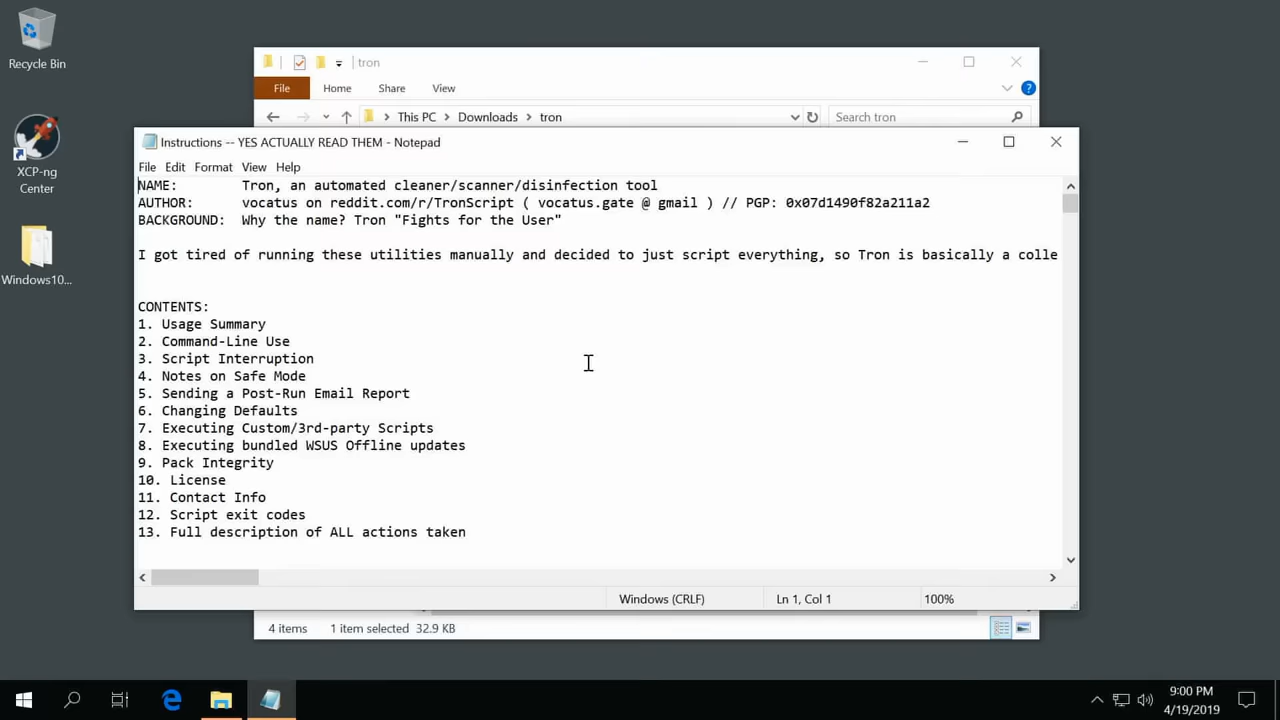 Recycle Bin
XCP-ng
Center
Windows10...
tron
File Home Share View
This PC Downloads tron
Search tron
Instructions -- YES ACTUALLY READ THEM - Notepad
File Edit Format View Help
NAME: Tron, an automated cleaner/scanner/disinfection tool
AUTHOR: vocatus on reddit.com/r/TronScript ( vocatus.gate @ gmail ) // PGP: 0x07d1490f82a211a2
BACKGROUND: Why the name? Tron "Fights for the User"
I got tired of running these utilities manually and decided to just script everything, so Tron is basically a colle
CONTENTS:
1. Usage Summary
2. Command-Line Use
3. Script Interruption
4. Notes on Safe Mode
5. Sending a Post-Run Email Report
6. Changing Defaults
7. Executing Custom/3rd-party Scripts
8. Executing bundled WSUS Offline updates
9. Pack Integrity
10. License
11. Contact Info
12. Script exit codes
13. Full description of ALL actions taken
Windows (CRLF) Ln 1, Col 1 100%
4 items 1 item selected 32.9 KB
9:00 PM
4/19/2019